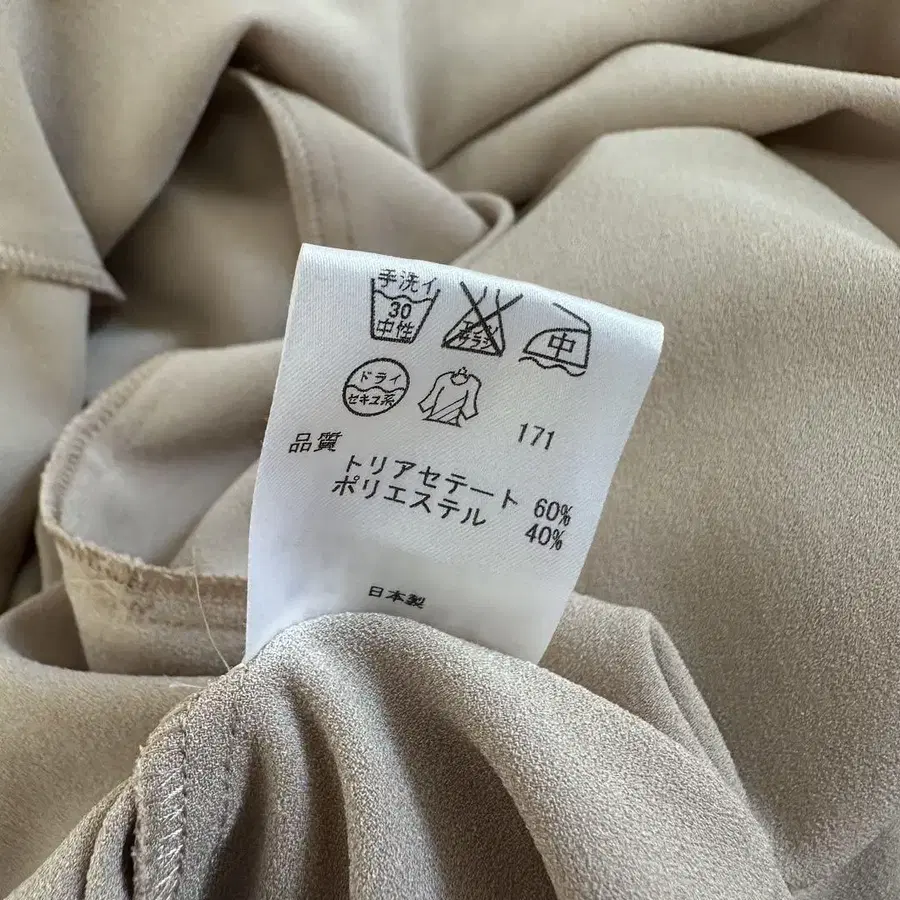 手洗イ
30
中性
エンソ
サラシ
中
ドライ
セキユ系
171
品質
トリアセテート 60%
ポリエステル 40%
日本製